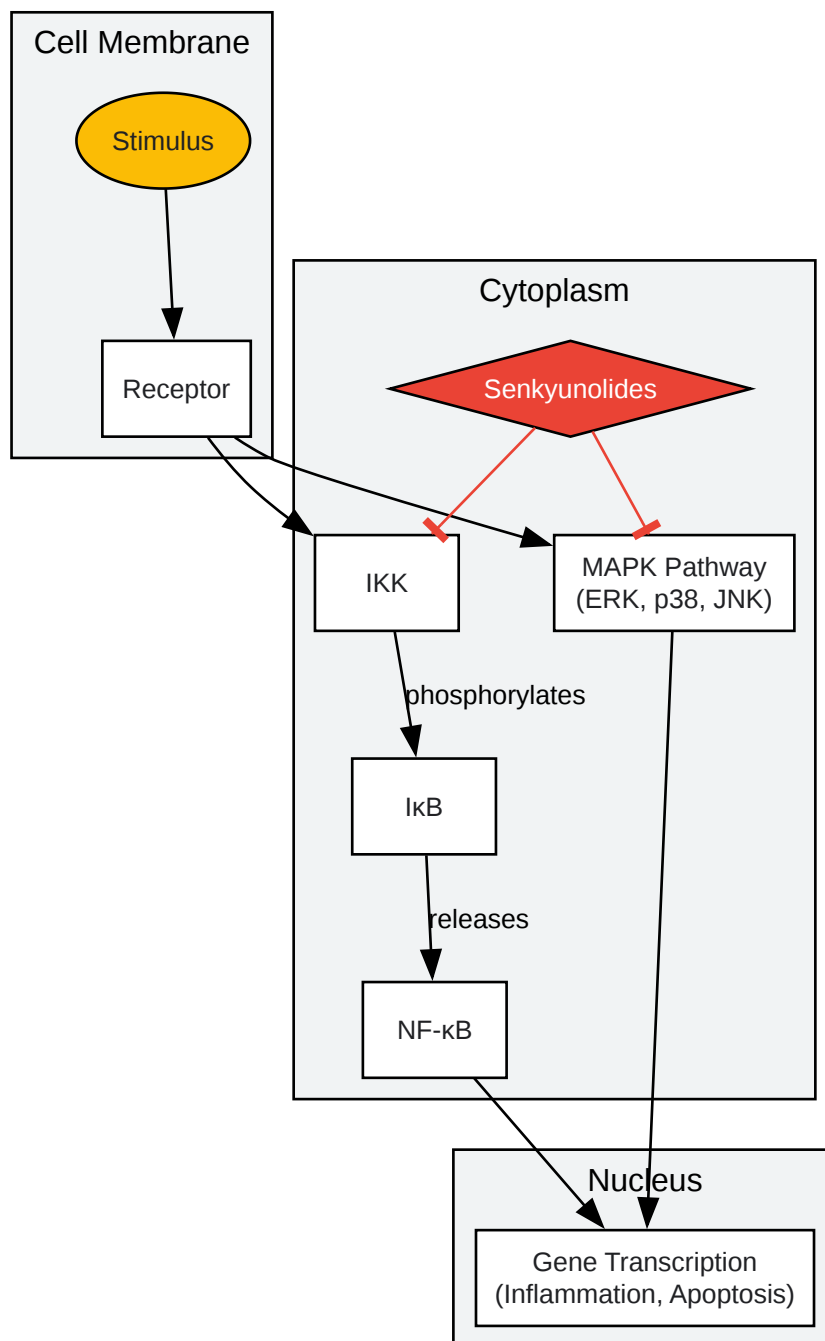 Cell Membrane
Stimulus
Receptor
Cytoplasm
Senkyunolides
IKK
MAPK Pathway
(ERK, p38, JNK)
phosphorylates
IκB
releases
NF-κB
Nucleus
Gene Transcription
(Inflammation, Apoptosis)